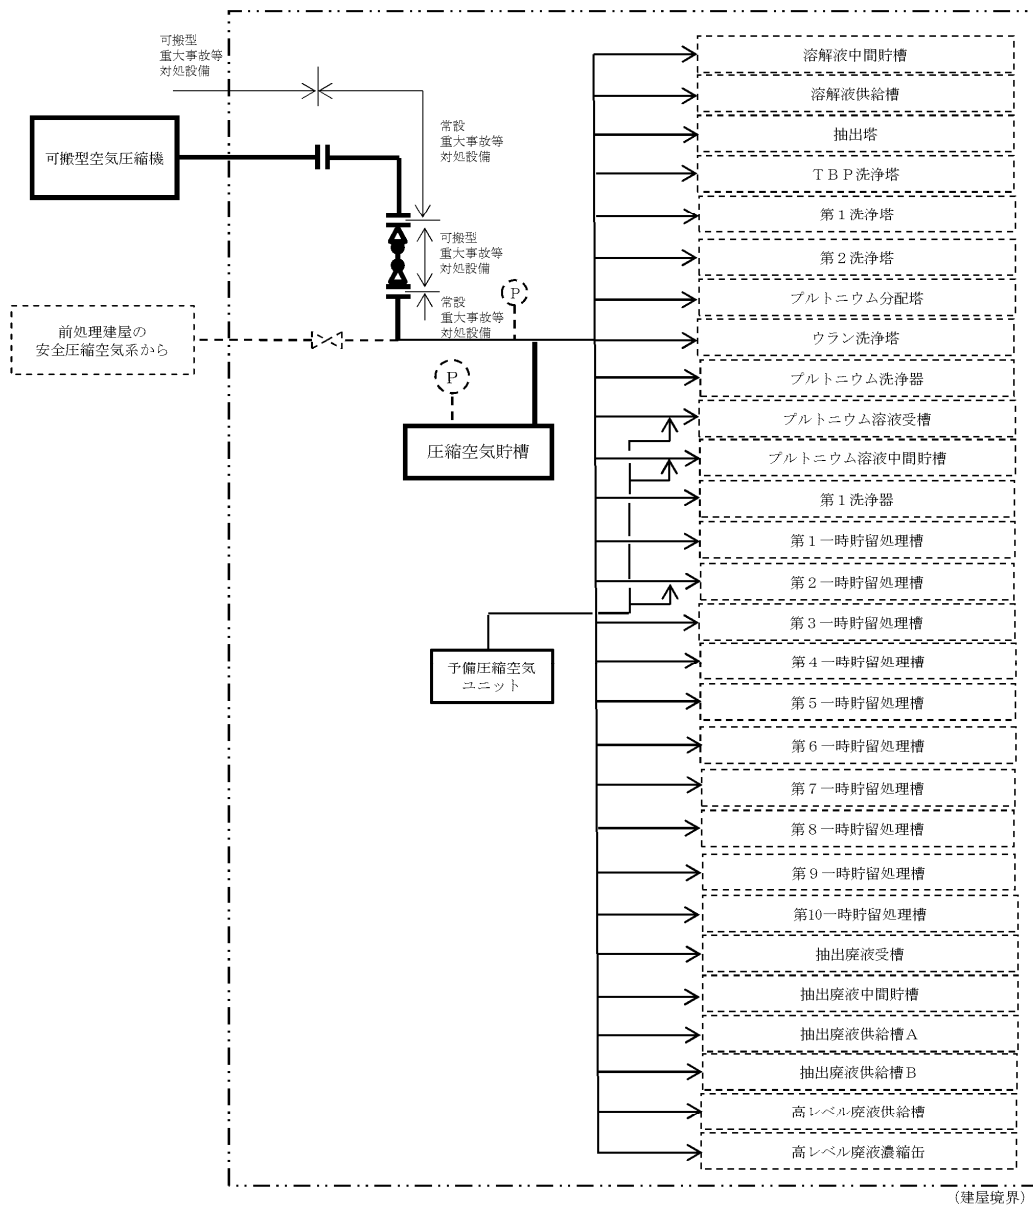 可搬型
重大事故等
対処設備
可搬型空気圧縮機
常設
重大事故等
対処設備
可搬型
重大事故等
対処設備
常設
重大事故等
対処設備
P
前処理建屋の
安全圧縮空気系から
P
圧縮空気貯槽
予備圧縮空気
ユニット
溶解液中間貯槽
溶解液供給槽
抽出塔
ＴＢＰ洗浄塔
第１洗浄塔
第２洗浄塔
プルトニウム分配塔
ウラン洗浄塔
プルトニウム洗浄器
プルトニウム溶液受槽
プルトニウム溶液中間貯槽
第１洗浄器
第１一時貯留処理槽
第２一時貯留処理槽
第３一時貯留処理槽
第４一時貯留処理槽
第５一時貯留処理槽
第６一時貯留処理槽
第７一時貯留処理槽
第８一時貯留処理槽
第９一時貯留処理槽
第10一時貯留処理槽
抽出廃液受槽
抽出廃液中間貯槽
抽出廃液供給槽Ａ
抽出廃液供給槽Ｂ
高レベル廃液供給槽
高レベル廃液濃縮缶
（建屋境界）